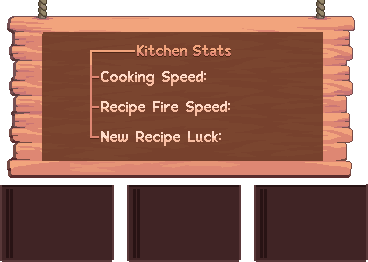 Kitchen Stats
Cooking Speed:
Recipe Fire Speed:
New Recipe Luck: